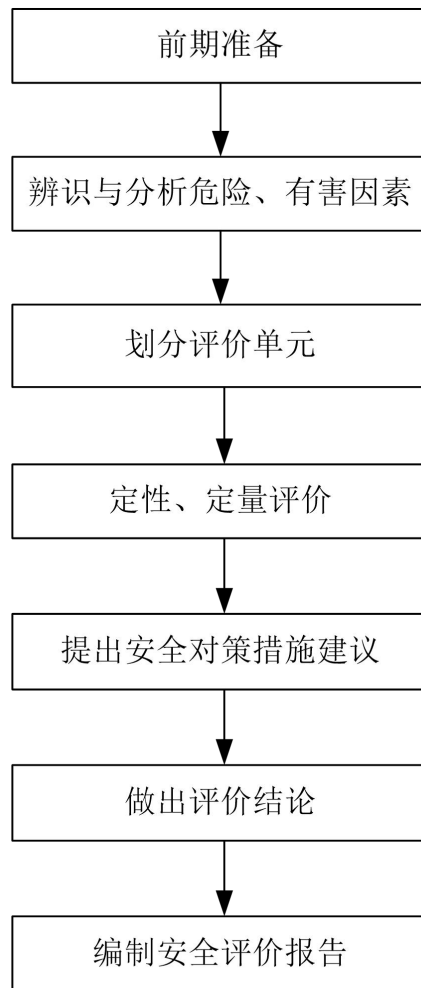 前期准备
辨识与分析危险、有害因素
划分评价单元
定性、定量评价
提出安全对策措施建议
做出评价结论
编制安全评价报告